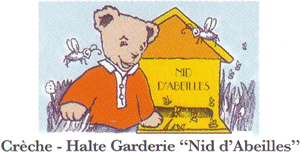 NID
D'ABEILLES
Crèche - Halte Garderie “Nid d'Abeilles”